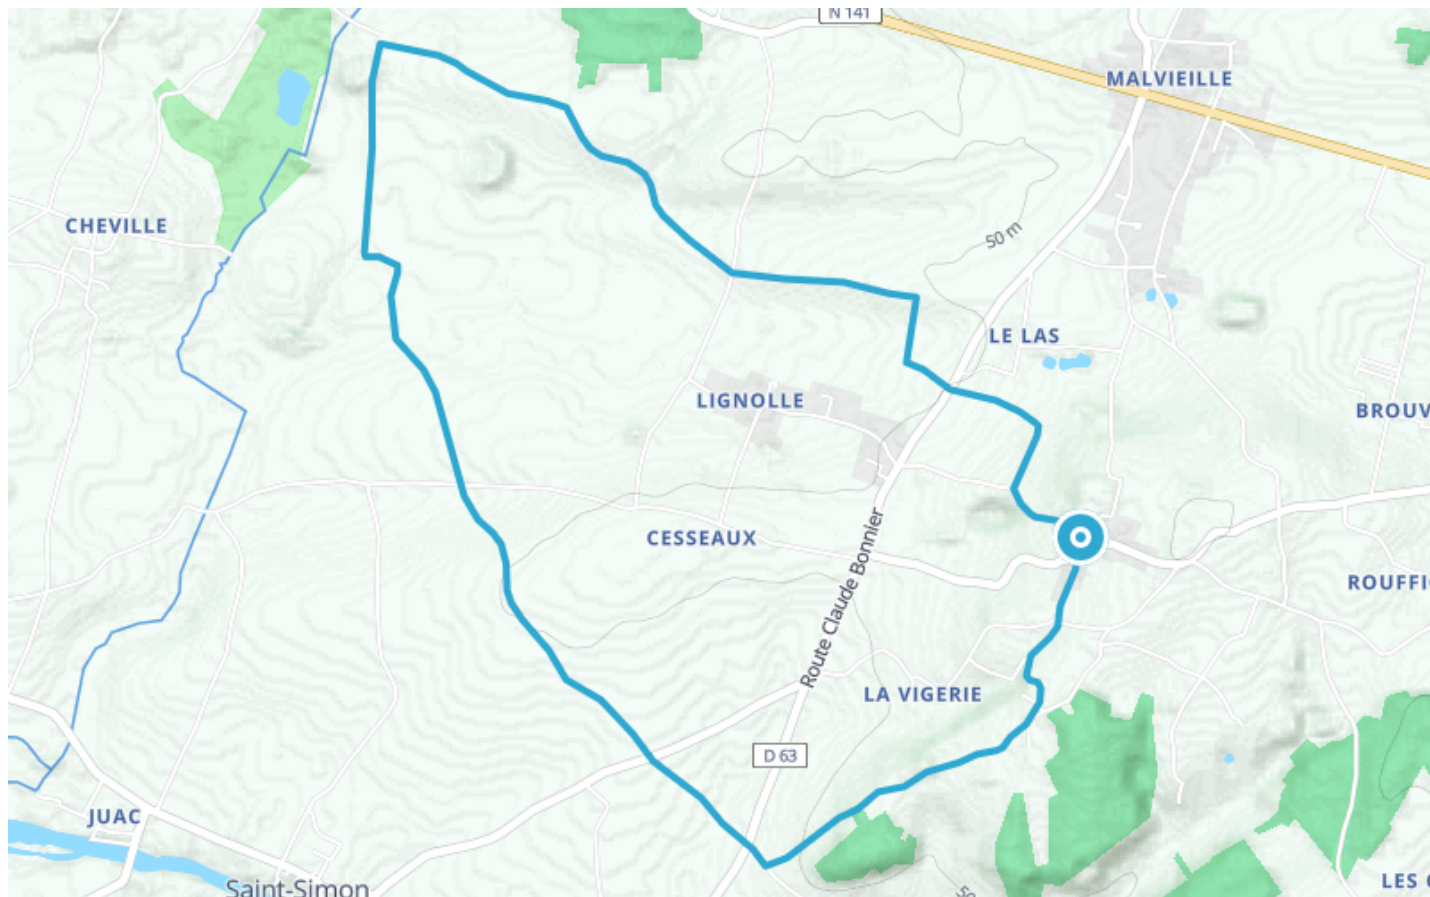 N 141
MALVIEILLE
CHEVILLE
50 m
LE LAS
LIGNOLLE
BROUV
CESSEAUX
Route Claude Bonnier
ROUFFI
LA VIGERIE
D 63
JUAC
Saint-Simon
50
LES